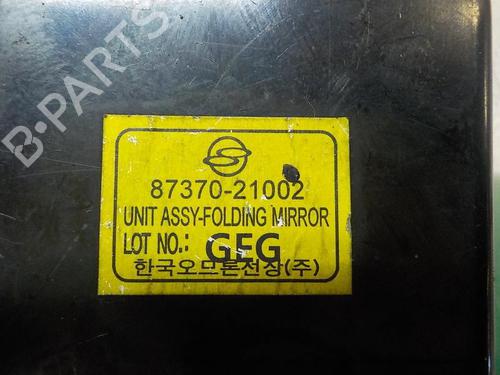 B-PARTS
87370-21002
UNIT ASSY-FOLDING MIRROR
LOT NO.: GFG
한국오므론전장(주)